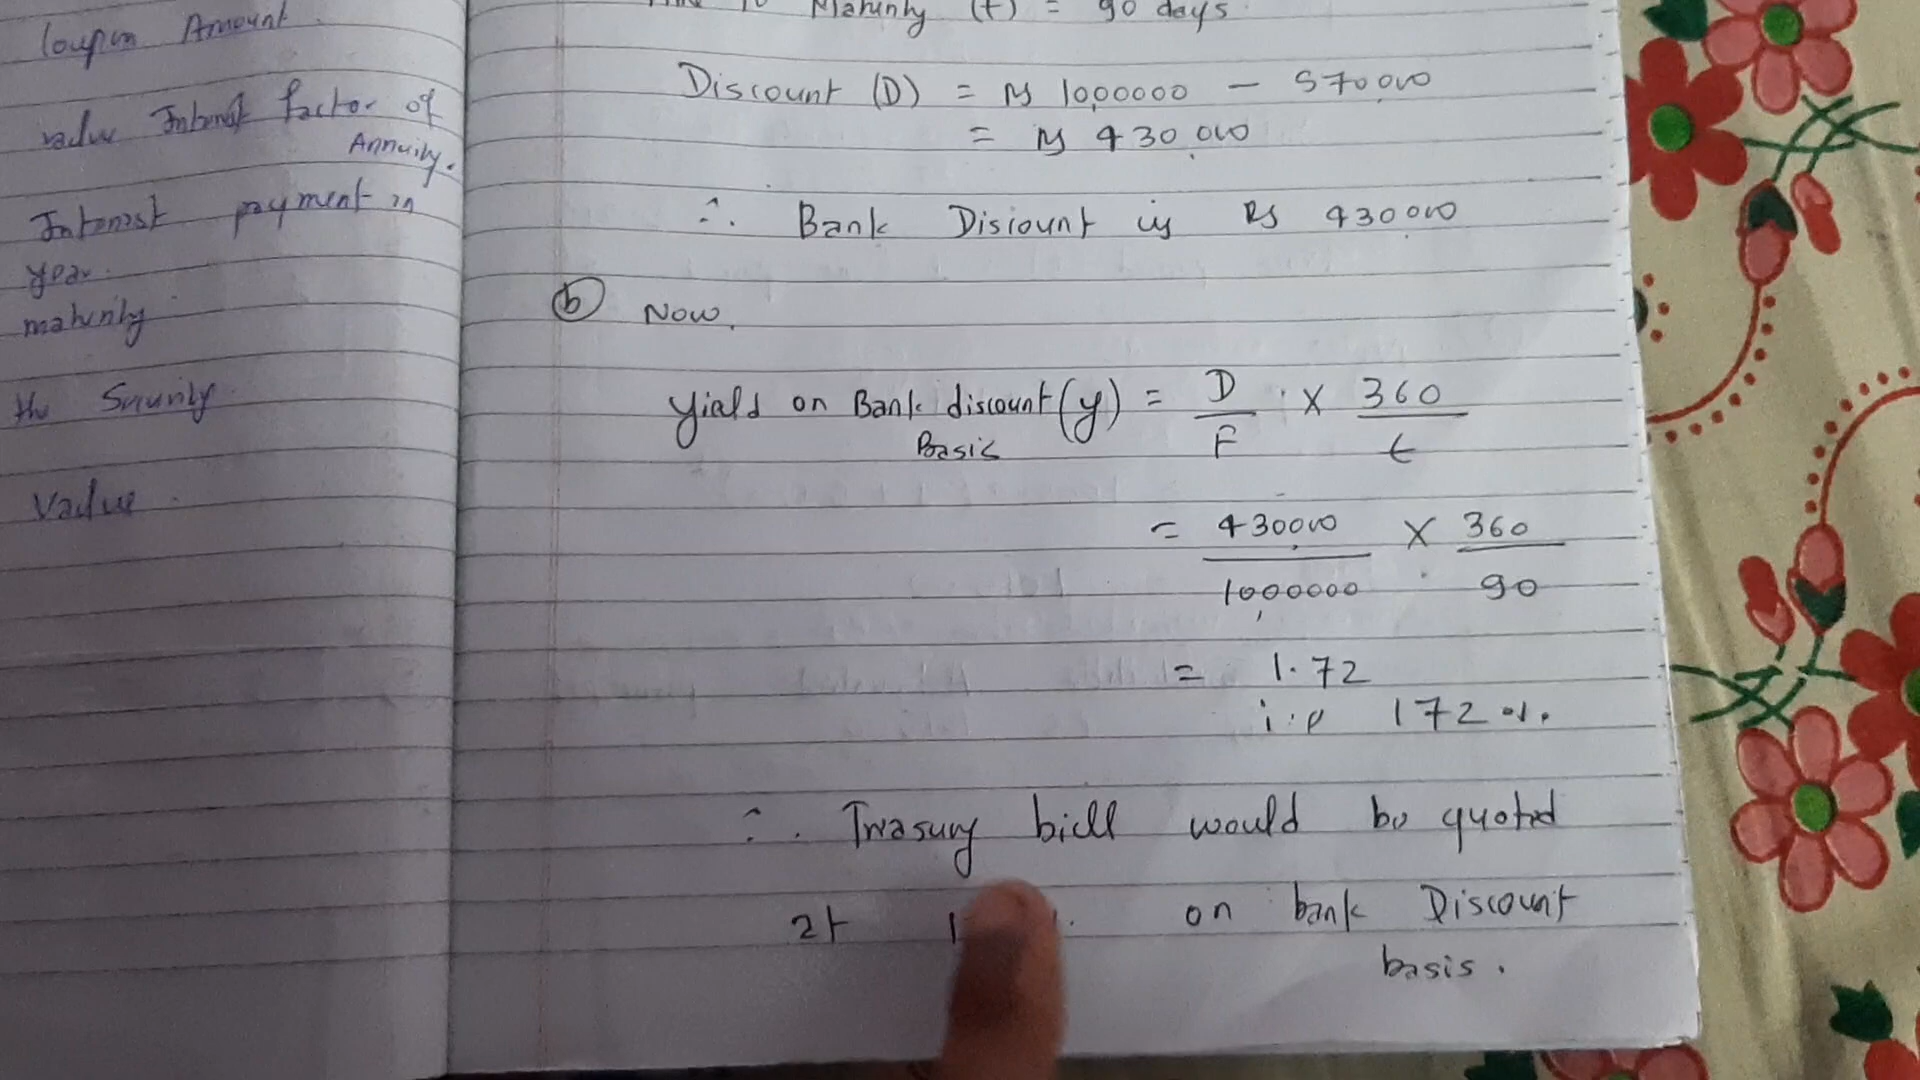 Coupon Amount
value Interest factor of
Annuity.
Interest payment in
year
maturity
the Security
Value
Maturity (t) = 90 days
Discount (D) = Rs 1000000 - 570000
= Rs 430000
∴ Bank Discount is Rs 430000
(b) Now,
Yield on Bank discount (y) = D/F × 360/t
Basis
= 430000/1000000 × 360/90
= 1.72
i.e 172%
∴ Treasury bill would be quoted
at on bank Discount
basis.